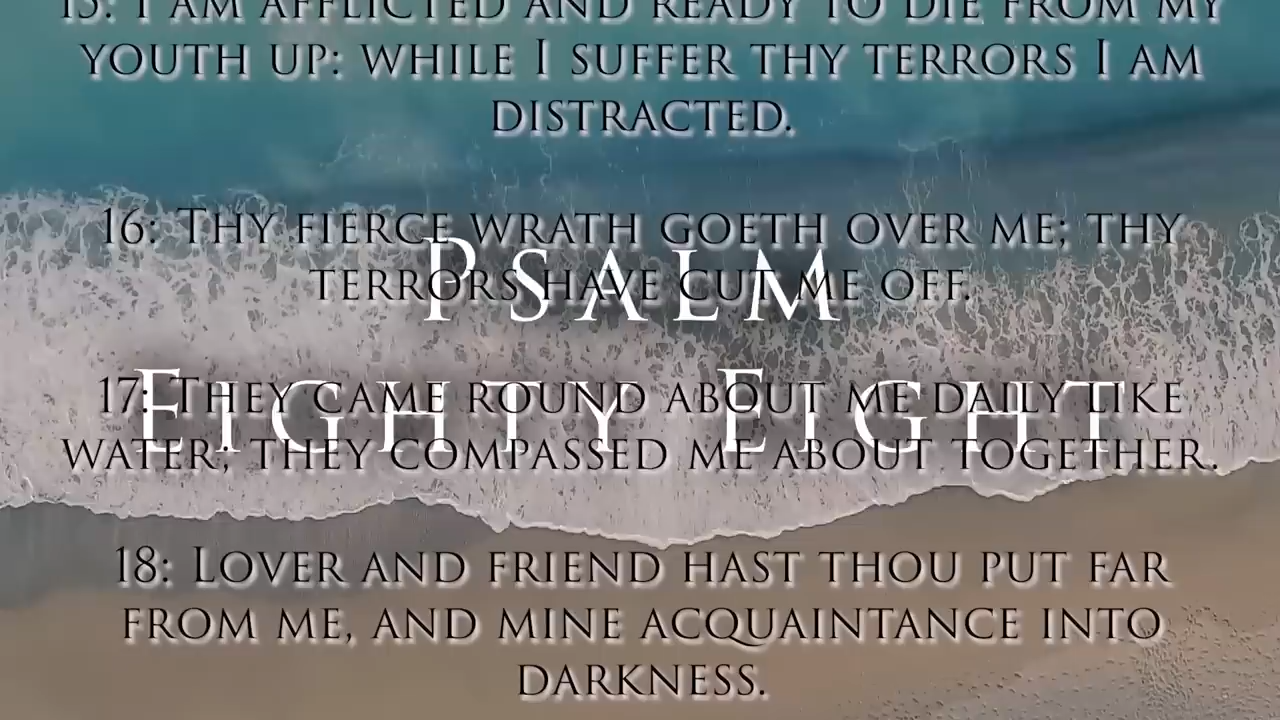 15: I am afflicted and ready to die from my
youth up: while I suffer thy terrors I am
distracted.
16: Thy fierce wrath goeth over me; thy
terrors have cut me off.
Psalm
Eighty Eight
17: They came round about me daily like
water; they compassed me about together.
18: Lover and friend hast thou put far
from me, and mine acquaintance into
darkness.